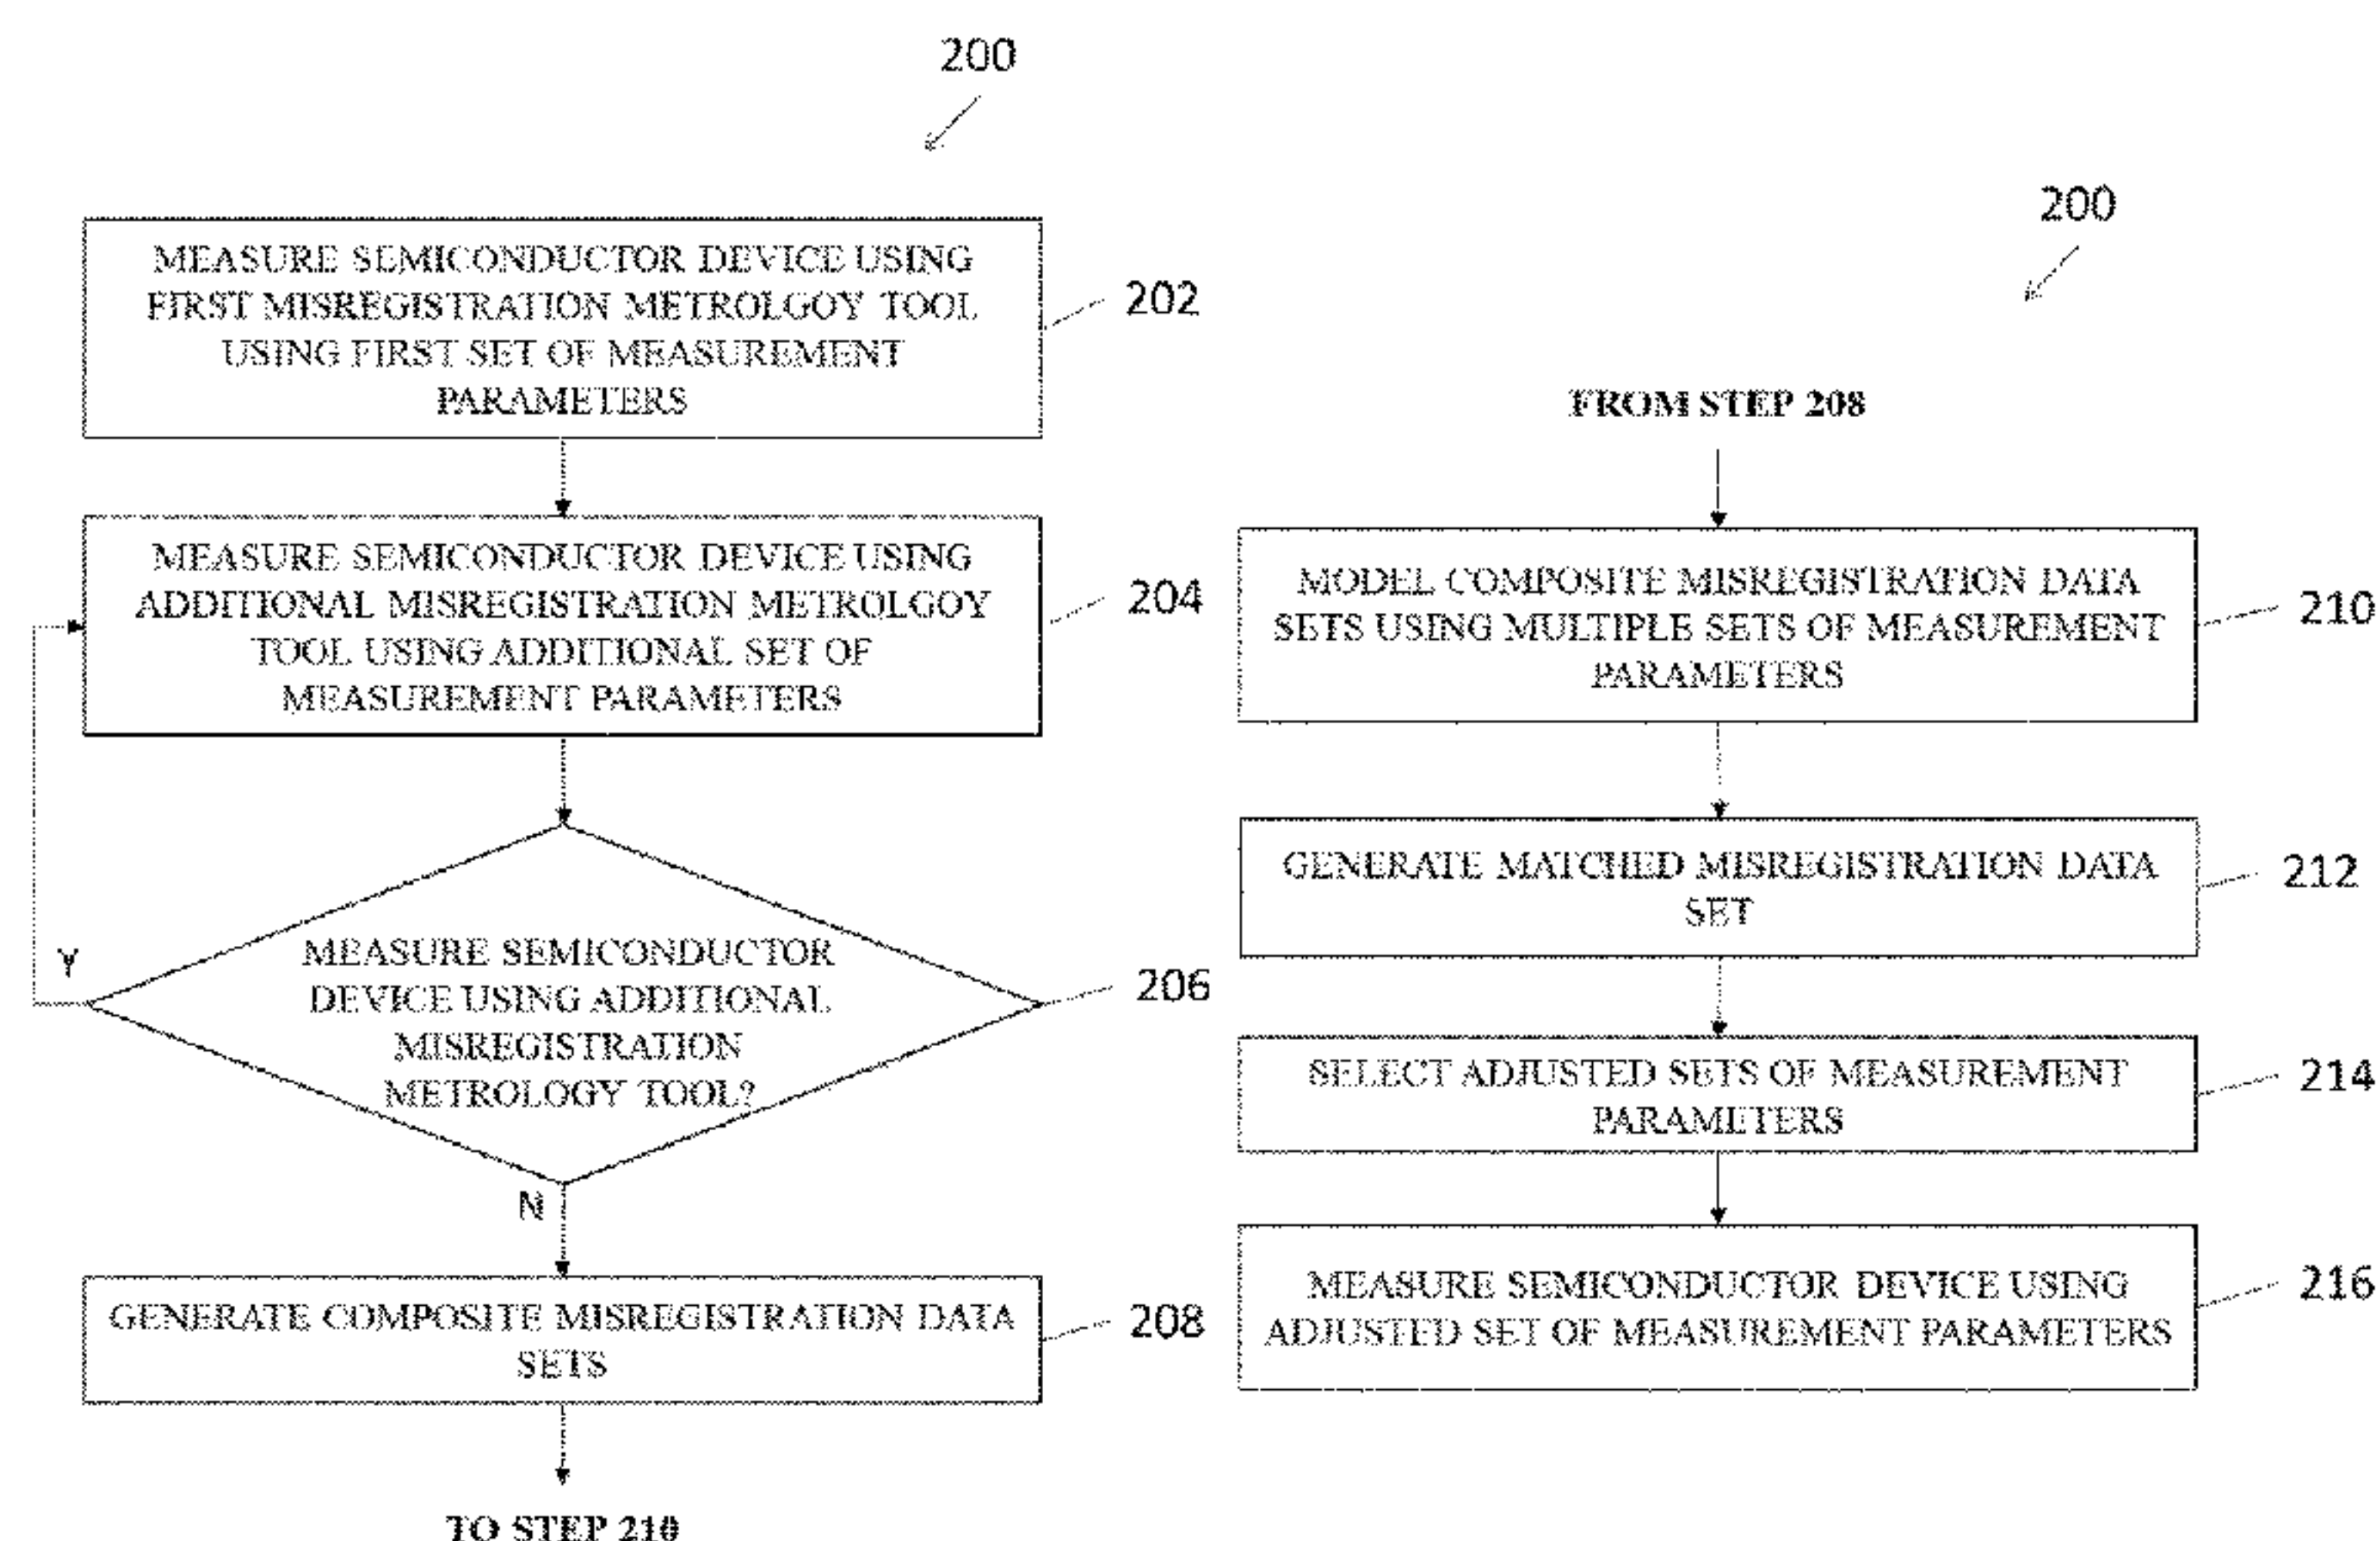 200
MEASURE SEMICONDUCTOR DEVICE USING
FIRST MISREGISTRATION METROLGOY TOOL
USING FIRST SET OF MEASUREMENT
PARAMETERS
202
MEASURE SEMICONDUCTOR DEVICE USING
ADDITIONAL MISREGISTRATION METROLGOY
TOOL USING ADDITIONAL SET OF
MEASUREMENT PARAMETERS
204
Y
MEASURE SEMICONDUCTOR
DEVICE USING ADDITIONAL
MISREGISTRATION
METROLOGY TOOL?
206
N
GENERATE COMPOSITE MISREGISTRATION DATA
SETS
208
TO STEP 210
200
FROM STEP 208
MODEL COMPOSITE MISREGISTRATION DATA
SETS USING MULTIPLE SETS OF MEASUREMENT
PARAMETERS
210
GENERATE MATCHED MISREGISTRATION DATA
SET
212
SELECT ADJUSTED SETS OF MEASUREMENT
PARAMETERS
214
MEASURE SEMICONDUCTOR DEVICE USING
ADJUSTED SET OF MEASUREMENT PARAMETERS
216